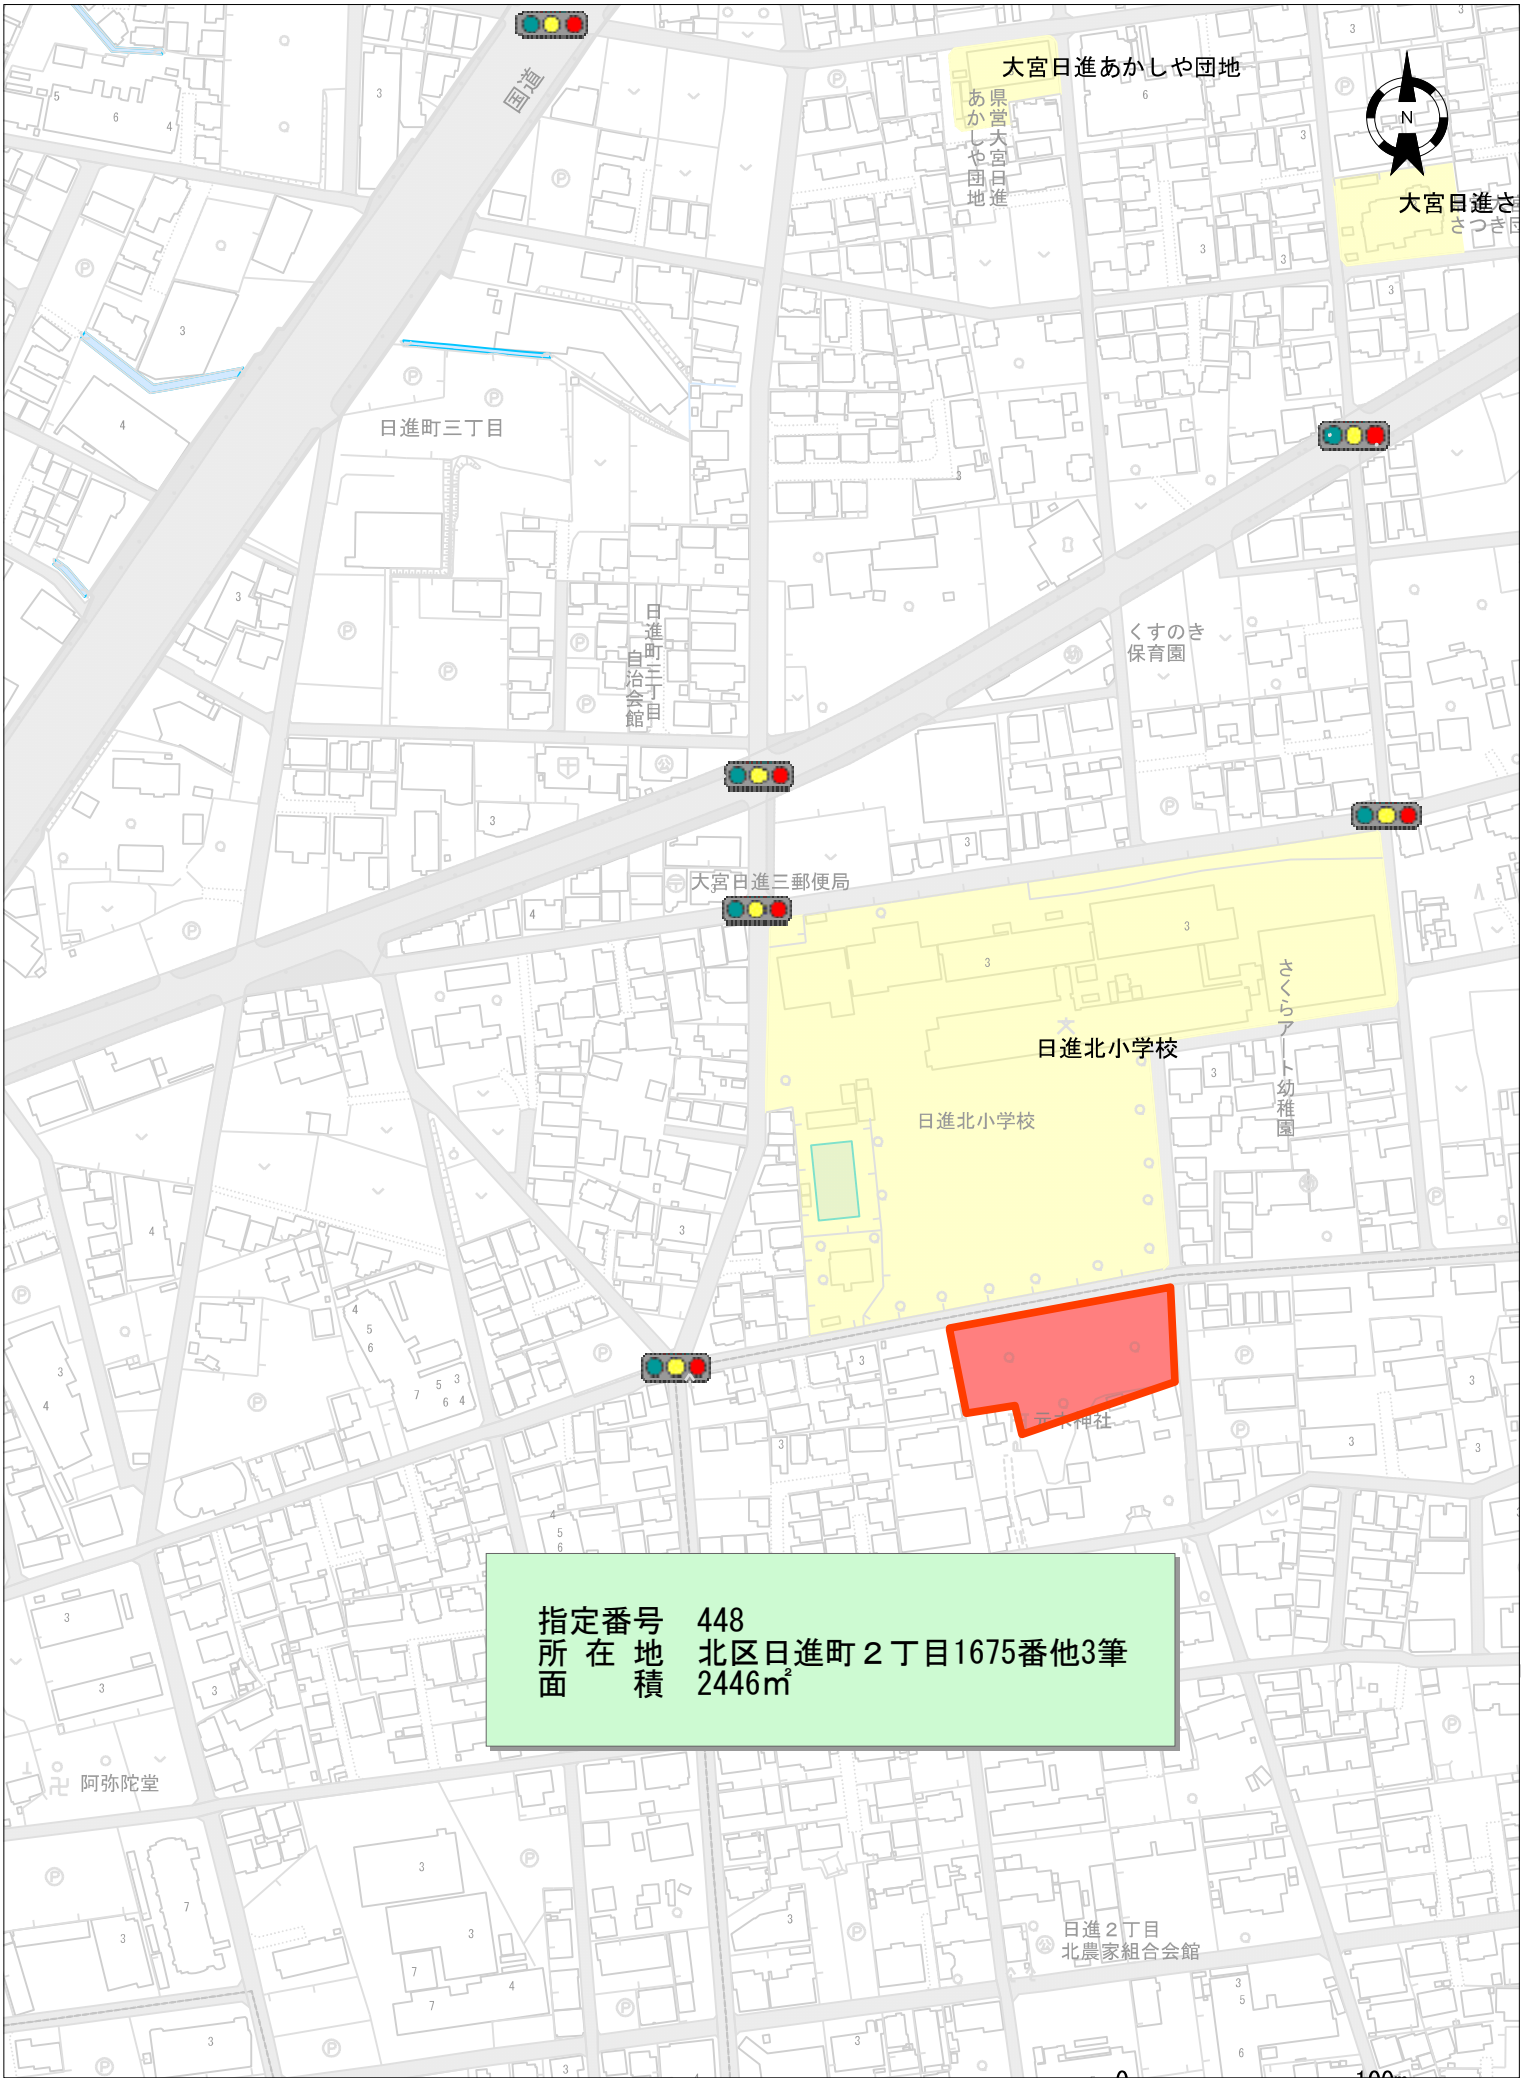 国道
大宮日進あかしや団地
県営大宮日進
あかしや団地
N
大宮日進さ
さつき団
日進町三丁目
日進町三丁目
自治会館
くすのき
保育園
大宮日進三郵便局
日進北小学校
日進北小学校
さくらアート幼稚園
元木神社
指定番号 448
所在地 北区日進町２丁目1675番他3筆
面積 2446㎡
阿弥陀堂
日進２丁目
北農家組合会館
0 100m